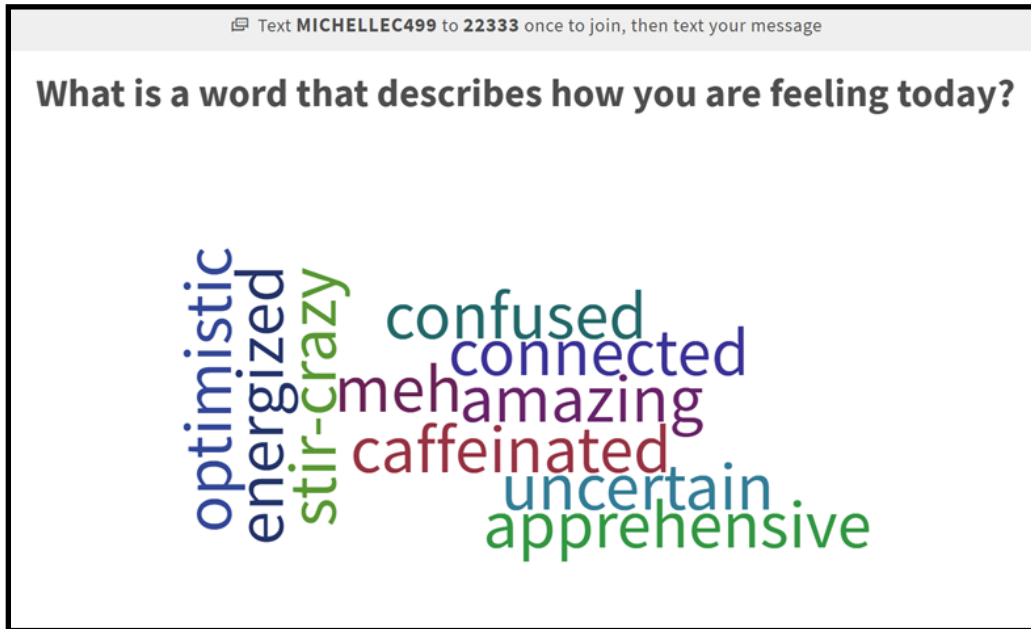 Text MICHELLEC499 to 22333 once to join, then text your message
What is a word that describes how you are feeling today?
optimistic
energized
stir-crazy
confused
connected
meh
amazing
caffeinated
uncertain
apprehensive